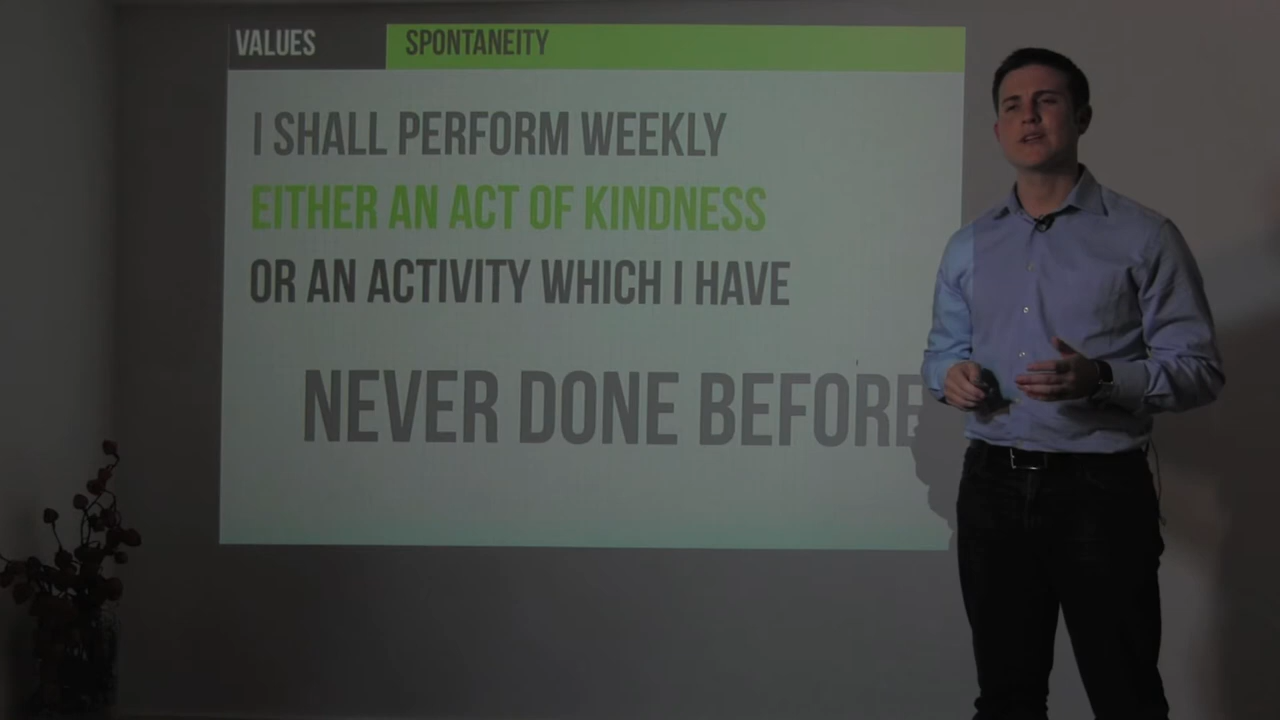 VALUES SPONTANEITY
I SHALL PERFORM WEEKLY
EITHER AN ACT OF KINDNESS
OR AN ACTIVITY WHICH I HAVE
NEVER DONE BEFORE